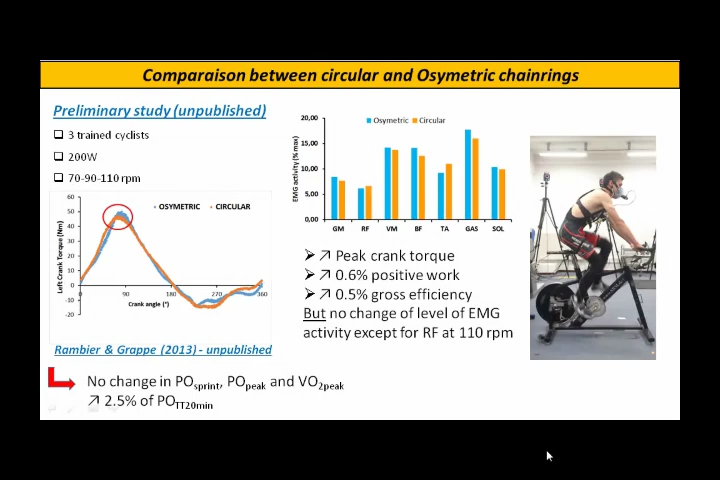 Comparaison between circular and Osymetric chainrings
Preliminary study (unpublished)
3 trained cyclists
200W
70-90-110 rpm
60
50
40
30
20
10
0
-10
-20
0
90
180
270
360
Left Crank Torque (Nm)
Crank angle (°)
OSYMETRIC
CIRCULAR
Rambier & Grappe (2013) - unpublished
20,00
15,00
10,00
5,00
0,00
EMG activity (% max)
Osymetric
Circular
GM RF VM BF TA GAS SOL
➢ ↗ Peak crank torque
➢ ↗ 0.6% positive work
➢ ↗ 0.5% gross efficiency
But no change of level of EMG
activity except for RF at 110 rpm
No change in POsprint, POpeak and VO2peak
↗ 2.5% of POTT20min